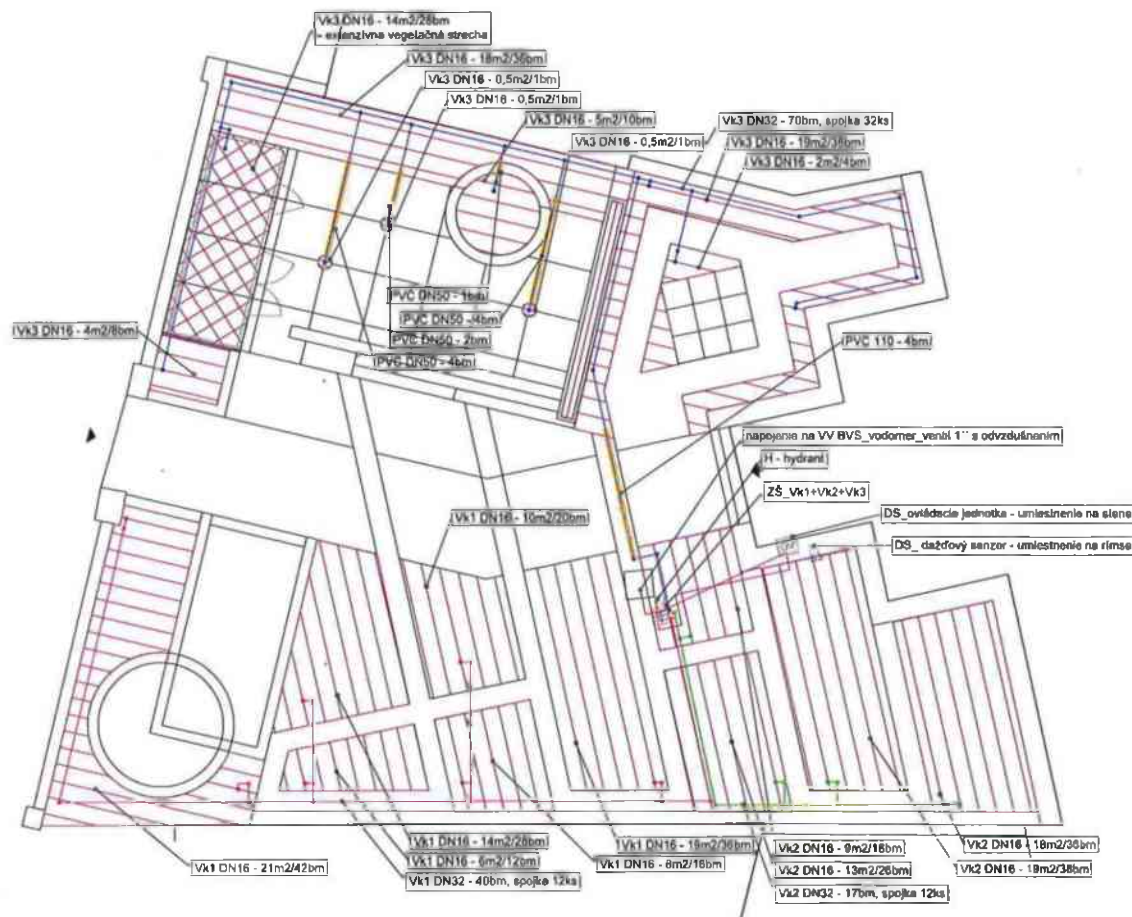 Vk3 DN16 - 14m2/28bm
- extenzívna vegetačná strecha
Vk3 DN16 - 18m2/36bm
Vk3 DN16 - 0,5m2/1bm
Vk3 DN16 - 0,5m2/1bm
Vk3 DN16 - 5m2/10bm
Vk3 DN32 - 70bm, spojka 32ks
Vk3 DN16 - 0,5m2/1bm
Vk3 DN16 - 19m2/38bm
Vk3 DN16 - 2m2/4bm
PVC DN50 - 1bm
PVC DN50 - 4bm
Vk3 DN16 - 4m2/8bm
PVC DN50 - 2bm
PVC 110 - 4bm
PVC DN50 - 4bm
napojenie na VV BVS_vodomer_ventil 1'' s odvzdušnením
H - hydrant
ZŠ_Vk1+Vk2+Vk3
DS_ovládacia jednotka - umiestnenie na stene
Vk1 DN16 - 10m2/20bm
DS_ dažďový senzor - umiestnenie na rímse
Vk1 DN16 - 14m2/28bm
Vk1 DN16 - 19m2/36bm
Vk2 DN16 - 9m2/18bm
Vk2 DN16 - 18m2/36bm
Vk1 DN16 - 21m2/42bm
Vk1 DN16 - 6m2/12bm
Vk1 DN16 - 8m2/16bm
Vk2 DN16 - 13m2/26bm
Vk2 DN16 - 19m2/38bm
Vk1 DN32 - 40bm, spojka 12ks
Vk2 DN32 - 17bm, spojka 12ks